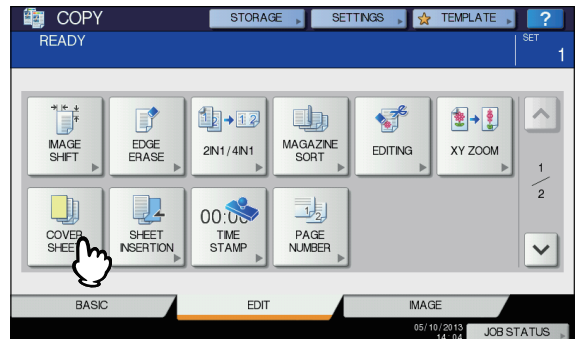 COPY
STORAGE
SETTINGS
TEMPLATE
?
READY
SET
1
IMAGE
SHIFT
EDGE
ERASE
2IN1 / 4IN1
MAGAZINE
SORT
EDITING
XY ZOOM
1
2
COVER
SHEET
SHEET
INSERTION
00:00
TIME
STAMP
PAGE
NUMBER
BASIC
EDIT
IMAGE
05/10/2013
14:04
JOB STATUS